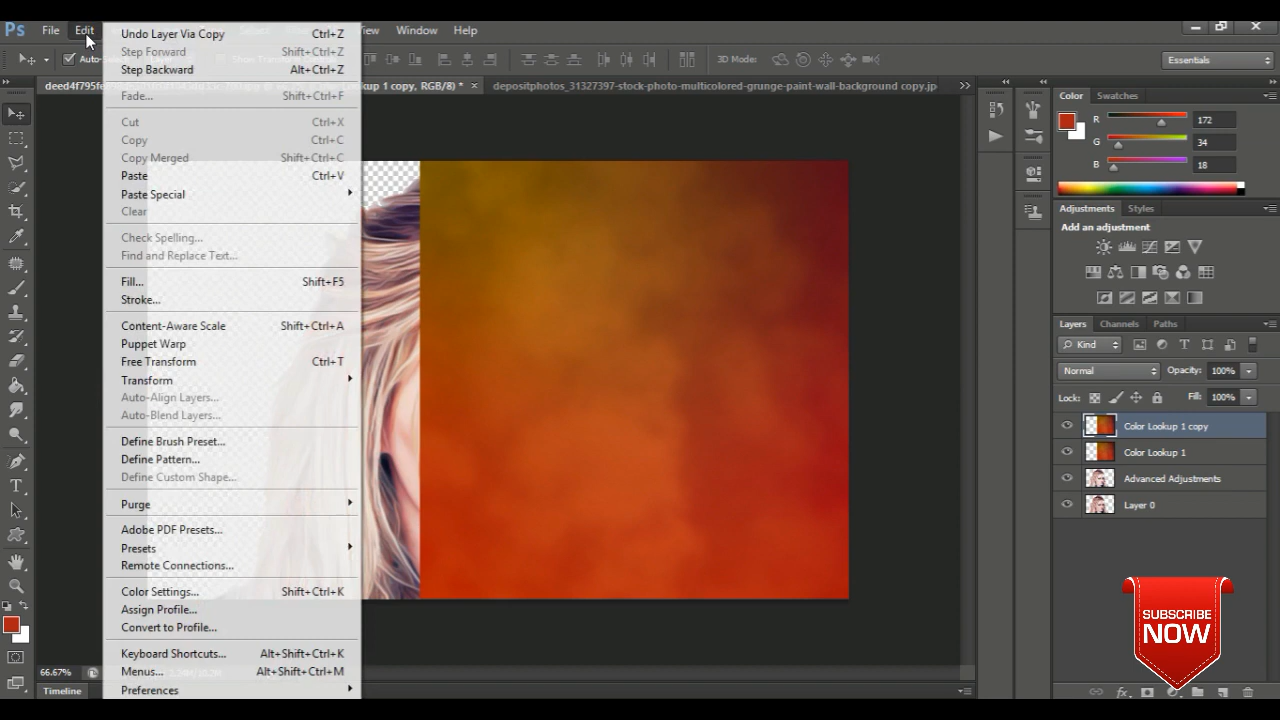 Ps File Edit View Window Help
Auto-
3D Mode: Essentials
Lookup 1 copy, RGB/8) * × depositphotos_31327397-stock-photo-multicolored-grunge-paint-wall-background copy.jp
Undo Layer Via Copy Ctrl+Z
Step Forward Shift+Ctrl+Z
Step Backward Alt+Ctrl+Z
Fade... Shift+Ctrl+F
Cut Ctrl+X
Copy Ctrl+C
Copy Merged Shift+Ctrl+C
Paste Ctrl+V
Paste Special
Clear
Check Spelling...
Find and Replace Text...
Fill... Shift+F5
Stroke...
Content-Aware Scale Shift+Ctrl+A
Puppet Warp
Free Transform Ctrl+T
Transform
Auto-Align Layers...
Auto-Blend Layers...
Define Brush Preset...
Define Pattern...
Define Custom Shape...
Purge
Adobe PDF Presets...
Presets
Remote Connections...
Color Settings... Shift+Ctrl+K
Assign Profile...
Convert to Profile...
Keyboard Shortcuts... Alt+Shift+Ctrl+K
Menus... Alt+Shift+Ctrl+M
Preferences
66.67%
Timeline
Color Swatches
R 172
G 34
B 18
Adjustments Styles
Add an adjustment
Layers Channels Paths
Kind
Normal Opacity: 100%
Lock: Fill: 100%
Color Lookup 1 copy
Color Lookup 1
Advanced Adjustments
Layer 0
SUBSCRIBE
NOW